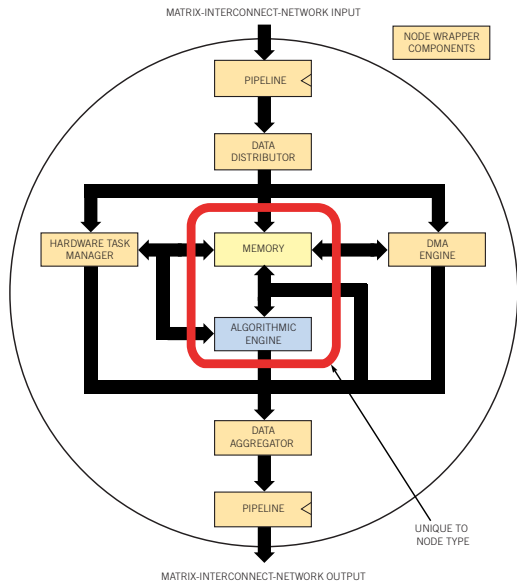 MATRIX-INTERCONNECT-NETWORK INPUT
NODE WRAPPER
COMPONENTS
PIPELINE
DATA
DISTRIBUTOR
HARDWARE TASK
MANAGER
MEMORY
DMA
ENGINE
ALGORITHMIC
ENGINE
DATA
AGGREGATOR
PIPELINE
UNIQUE TO
NODE TYPE
MATRIX-INTERCONNECT-NETWORK OUTPUT